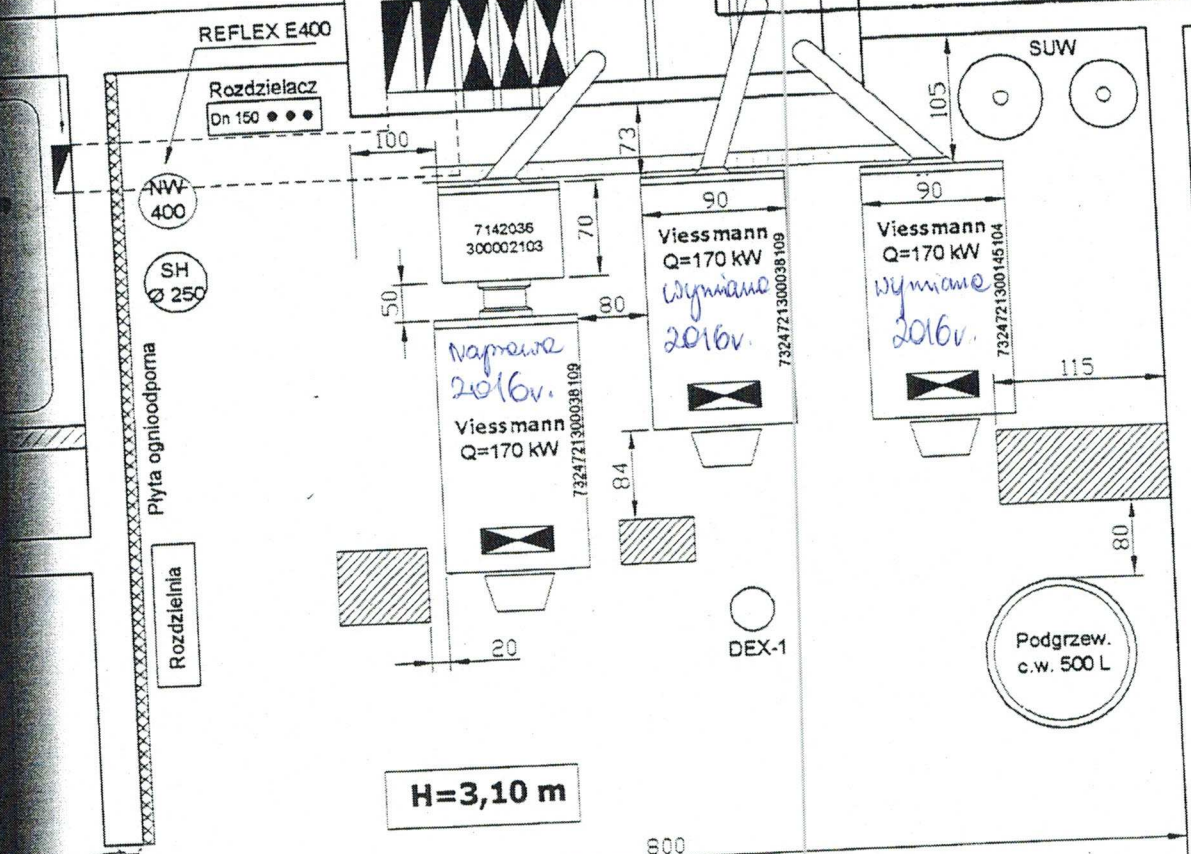 REFLEX E400
SUW
Rozdzielacz
Dn 150
100
73
105
NW
400
SH
Ø 250
7142036
300002103
70
50
80
90
Viessmann
Q=170 kW
wymiana
2016r.
7324721300038109
90
Viessmann
Q=170 kW
wymiana
2016r.
7324721300145104
115
Naprawa
2016r.
Viessmann
Q=170 kW
7324721300038109
84
80
Płyta ognioodporna
Rozdzielnia
20
DEX-1
Podgrzew.
c.w. 500 L
H=3,10 m
800